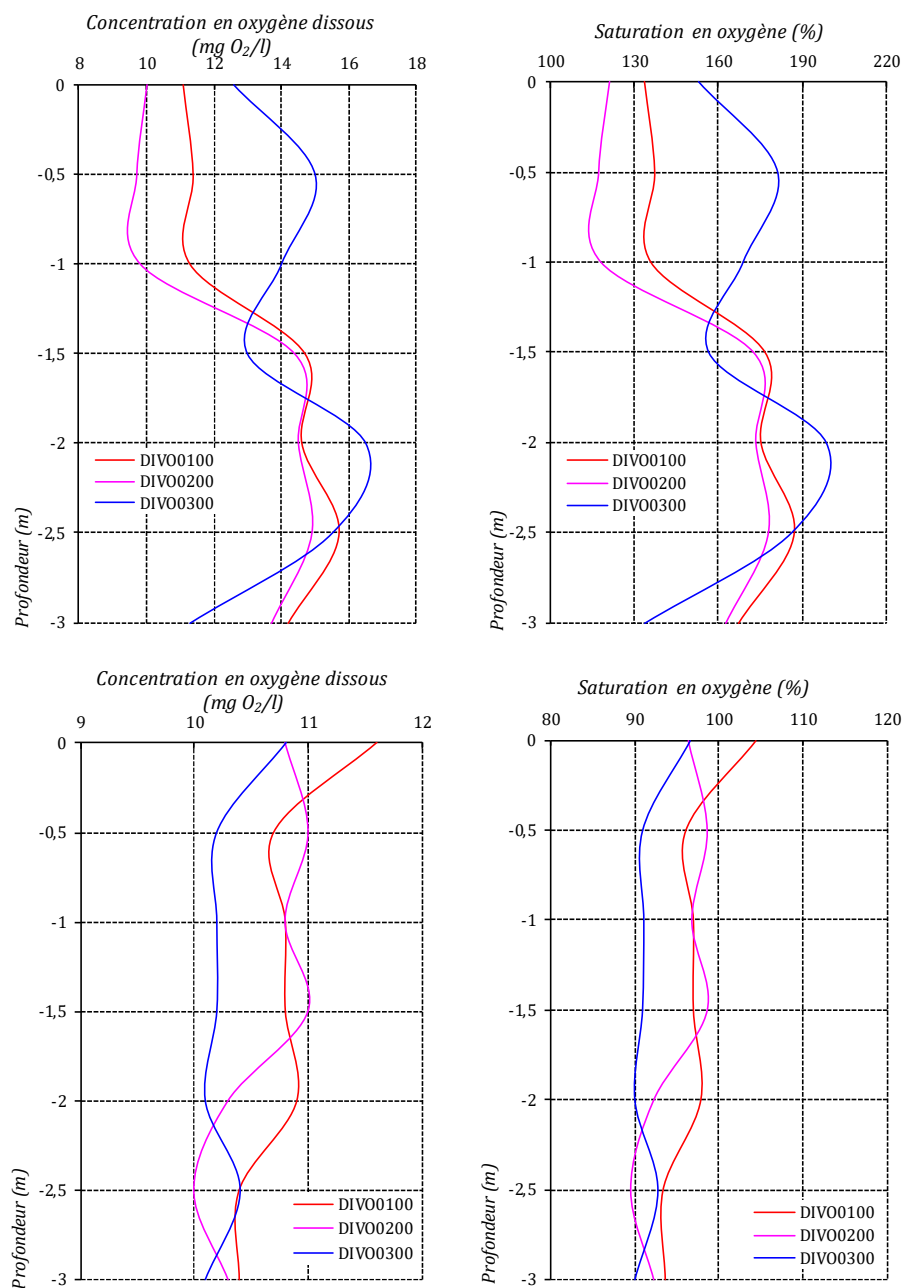 Concentration en oxygène dissous
(mg O2/l)
8 10 12 14 16 18
0
-0,5
-1
-1,5
-2
-2,5
-3
Profondeur (m)
DIVO0100
DIVO0200
DIVO0300
Saturation en oxygène (%)
100 130 160 190 220
0
-0,5
-1
-1,5
-2
-2,5
-3
Profondeur (m)
DIVO0100
DIVO0200
DIVO0300
Concentration en oxygène dissous
(mg O2/l)
9 10 11 12
0
-0,5
-1
-1,5
-2
-2,5
-3
Profondeur (m)
DIVO0100
DIVO0200
DIVO0300
Saturation en oxygène (%)
80 90 100 110 120
0
-0,5
-1
-1,5
-2
-2,5
-3
Profondeur (m)
DIVO0100
DIVO0200
DIVO0300